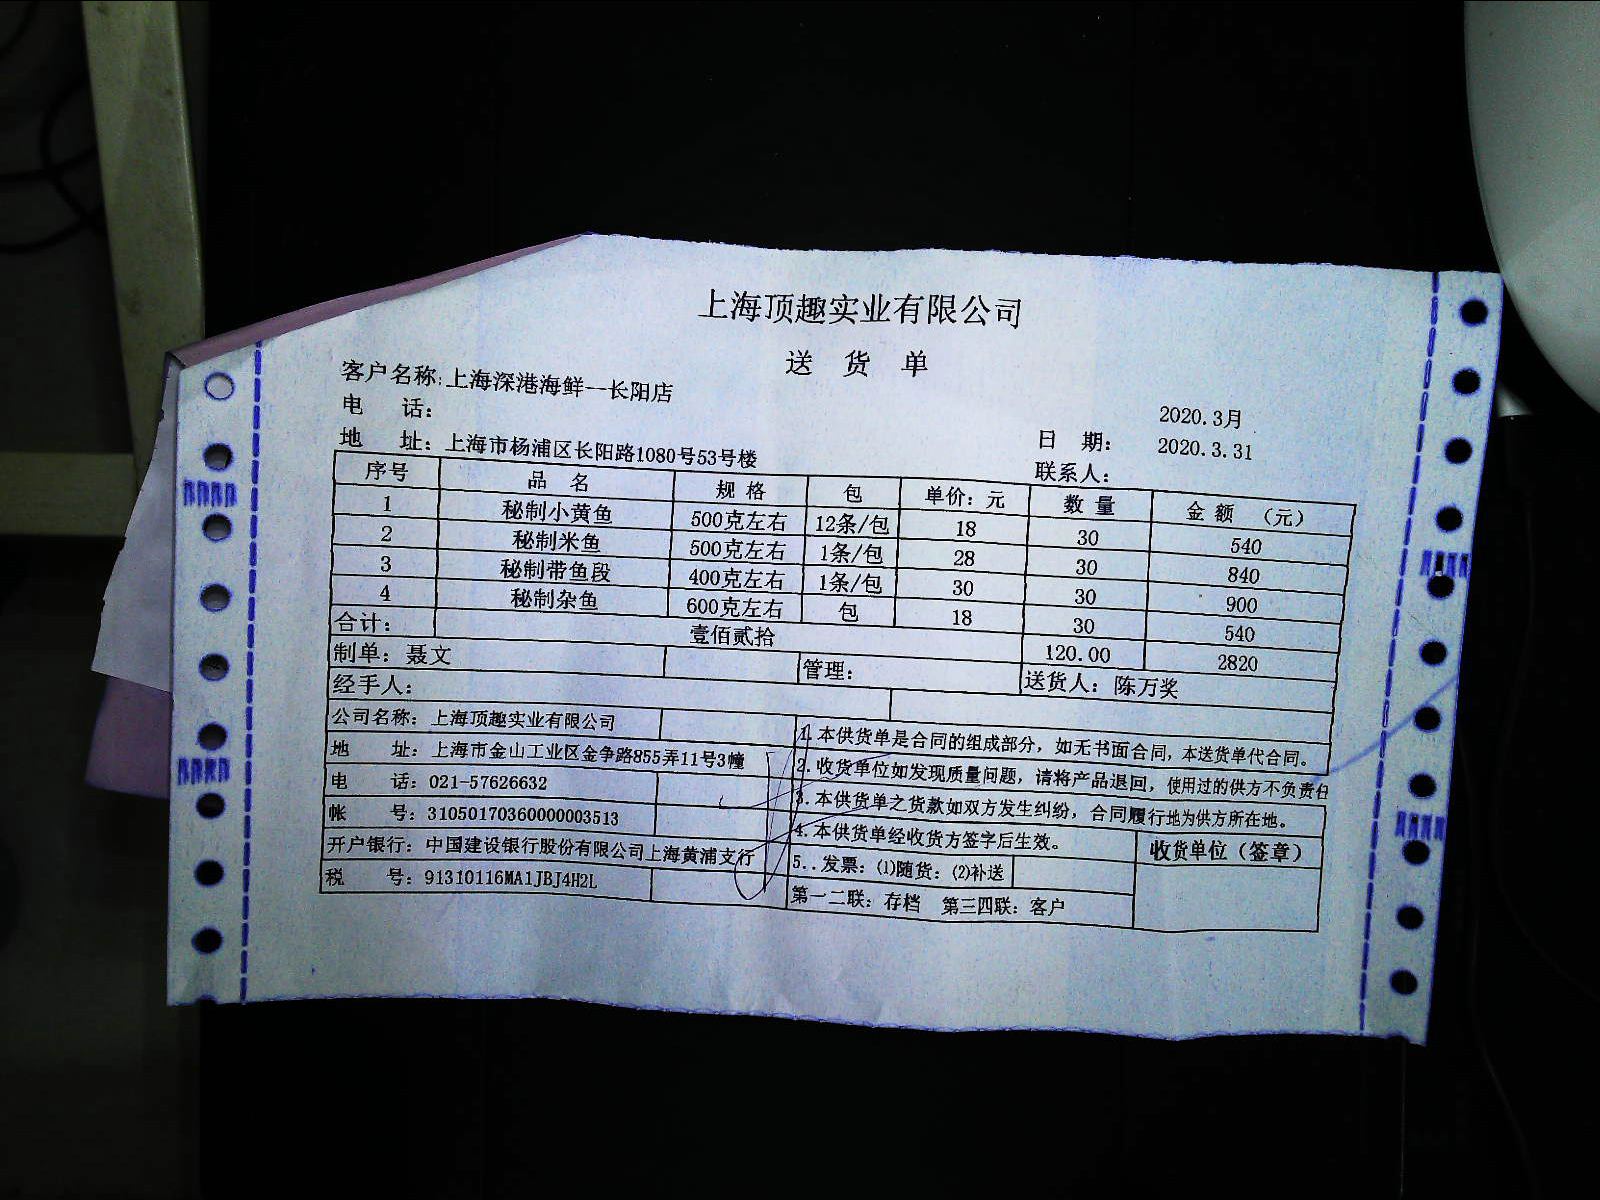 上海顶趣实业有限公司
送 货 单
客户名称:上海深港海鲜--长阳店
2020.3月
电 话：
日 期： 2020.3.31
地 址：上海市杨浦区长阳路1080号53号楼
联系人：
序号 品 名 规 格 包 单价：元 数 量 金 额 （元）
1 秘制小黄鱼 500克左右 12条/包 18 30 540
2 秘制米鱼 500克左右 1条/包 28 30 840
3 秘制带鱼段 400克左右 1条/包 30 30 900
4 秘制杂鱼 600克左右 包 18 30 540
合计： 壹佰贰拾 120.00 2820
制单：聂文 管理： 送货人：陈万奖
经手人：
公司名称：上海顶趣实业有限公司
地 址：上海市金山工业区金争路855弄11号3幢
电 话：021-57626632
帐 号：31050170360000003513
开户银行：中国建设银行股份有限公司上海黄浦支行
税 号：91310116MA1JBJ4H2L
1.本供货单是合同的组成部分，如无书面合同，本送货单代合同。
2.收货单位如发现质量问题，请将产品退回，使用过的供方不负责任
3.本供货单之货款如双方发生纠纷，合同履行地为供方所在地。
4.本供货单经收货方签字后生效。
收货单位（签章）
5..发票：⑴随货：⑵补送
第一二联：存档 第三四联：客户